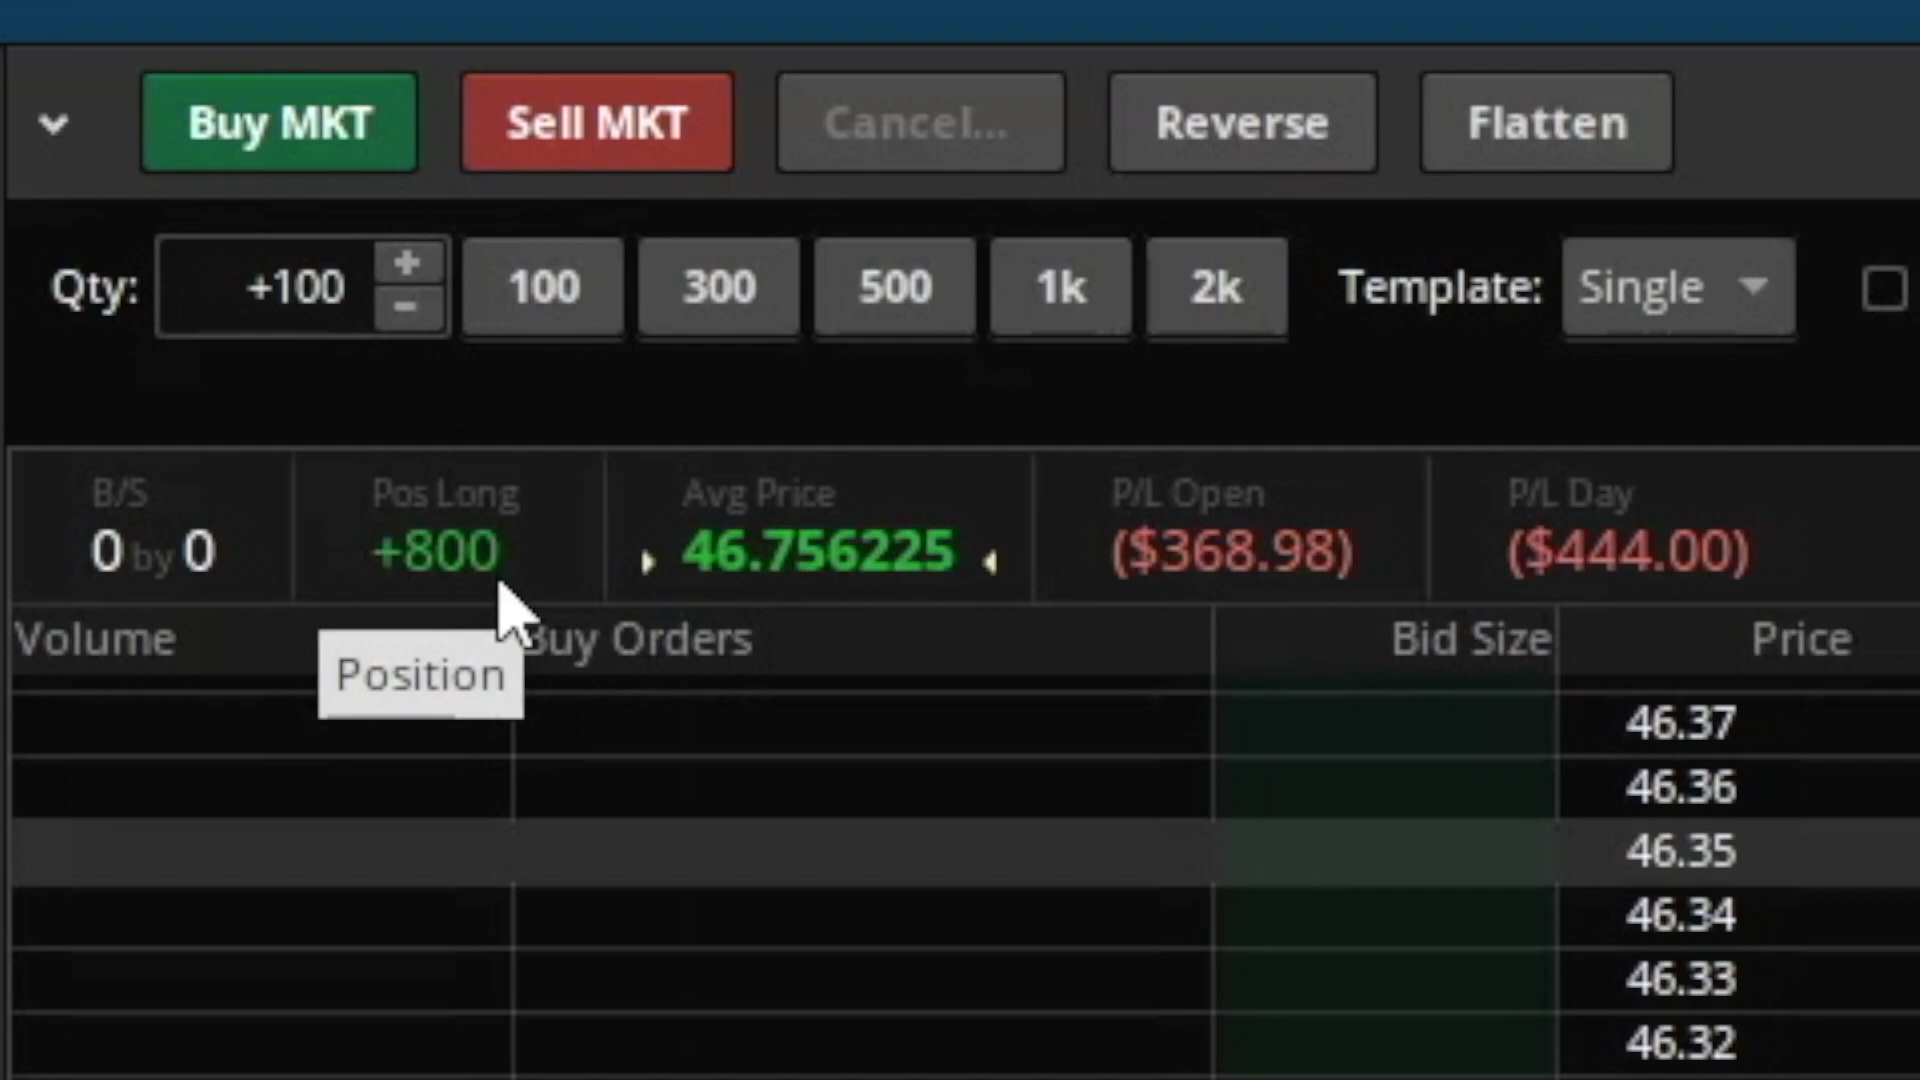 Buy MKT Sell MKT Cancel... Reverse Flatten
Qty: +100 + - 100 300 500 1k 2k Template: Single
B/S Pos Long Avg Price P/L Open P/L Day
0 by 0 +800 46.756225 ($368.98) ($444.00)
Volume Buy Orders Bid Size Price
Position
46.37
46.36
46.35
46.34
46.33
46.32